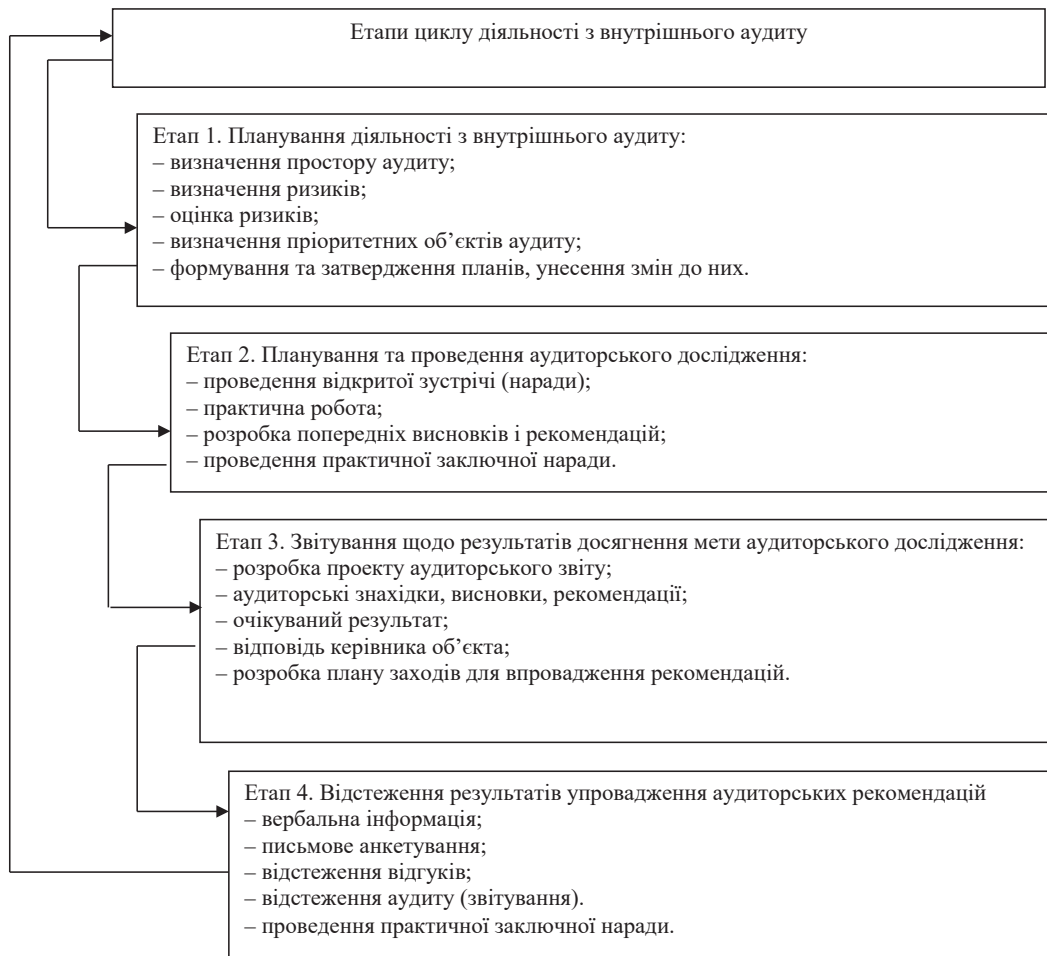 Етапи циклу діяльності з внутрішнього аудиту
Етап 1. Планування діяльності з внутрішнього аудиту:
– визначення простору аудиту;
– визначення ризиків;
– оцінка ризиків;
– визначення пріоритетних об’єктів аудиту;
– формування та затвердження планів, унесення змін до них.
Етап 2. Планування та проведення аудиторського дослідження:
– проведення відкритої зустрічі (наради);
– практична робота;
– розробка попередніх висновків і рекомендацій;
– проведення практичної заключної наради.
Етап 3. Звітування щодо результатів досягнення мети аудиторського дослідження:
– розробка проекту аудиторського звіту;
– аудиторські знахідки, висновки, рекомендації;
– очікуваний результат;
– відповідь керівника об’єкта;
– розробка плану заходів для впровадження рекомендацій.
Етап 4. Відстеження результатів упровадження аудиторських рекомендацій
– вербальна інформація;
– письмове анкетування;
– відстеження відгуків;
– відстеження аудиту (звітування).
– проведення практичної заключної наради.